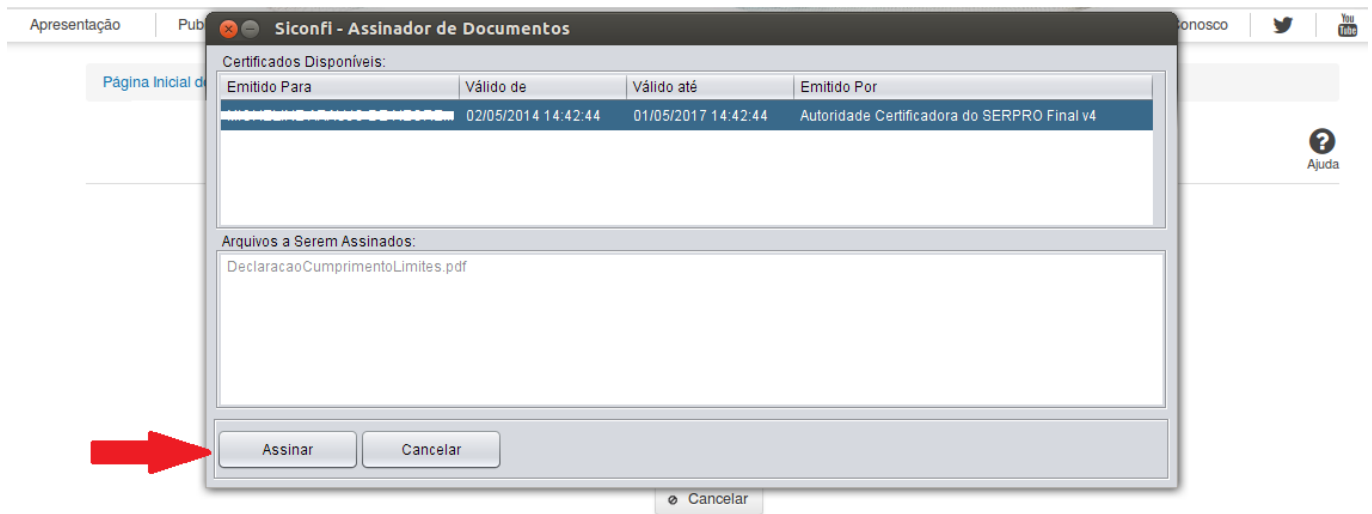 Apresentação Pub Siconfi - Assinador de Documentos onosco You Tube
Certificados Disponíveis:
Página Inicial d
Emitido Para Válido de Válido até Emitido Por
02/05/2014 14:42:44 01/05/2017 14:42:44 Autoridade Certificadora do SERPRO Final v4
Ajuda
Arquivos a Serem Assinados:
DeclaracaoCumprimentoLimites.pdf
Assinar Cancelar
Cancelar